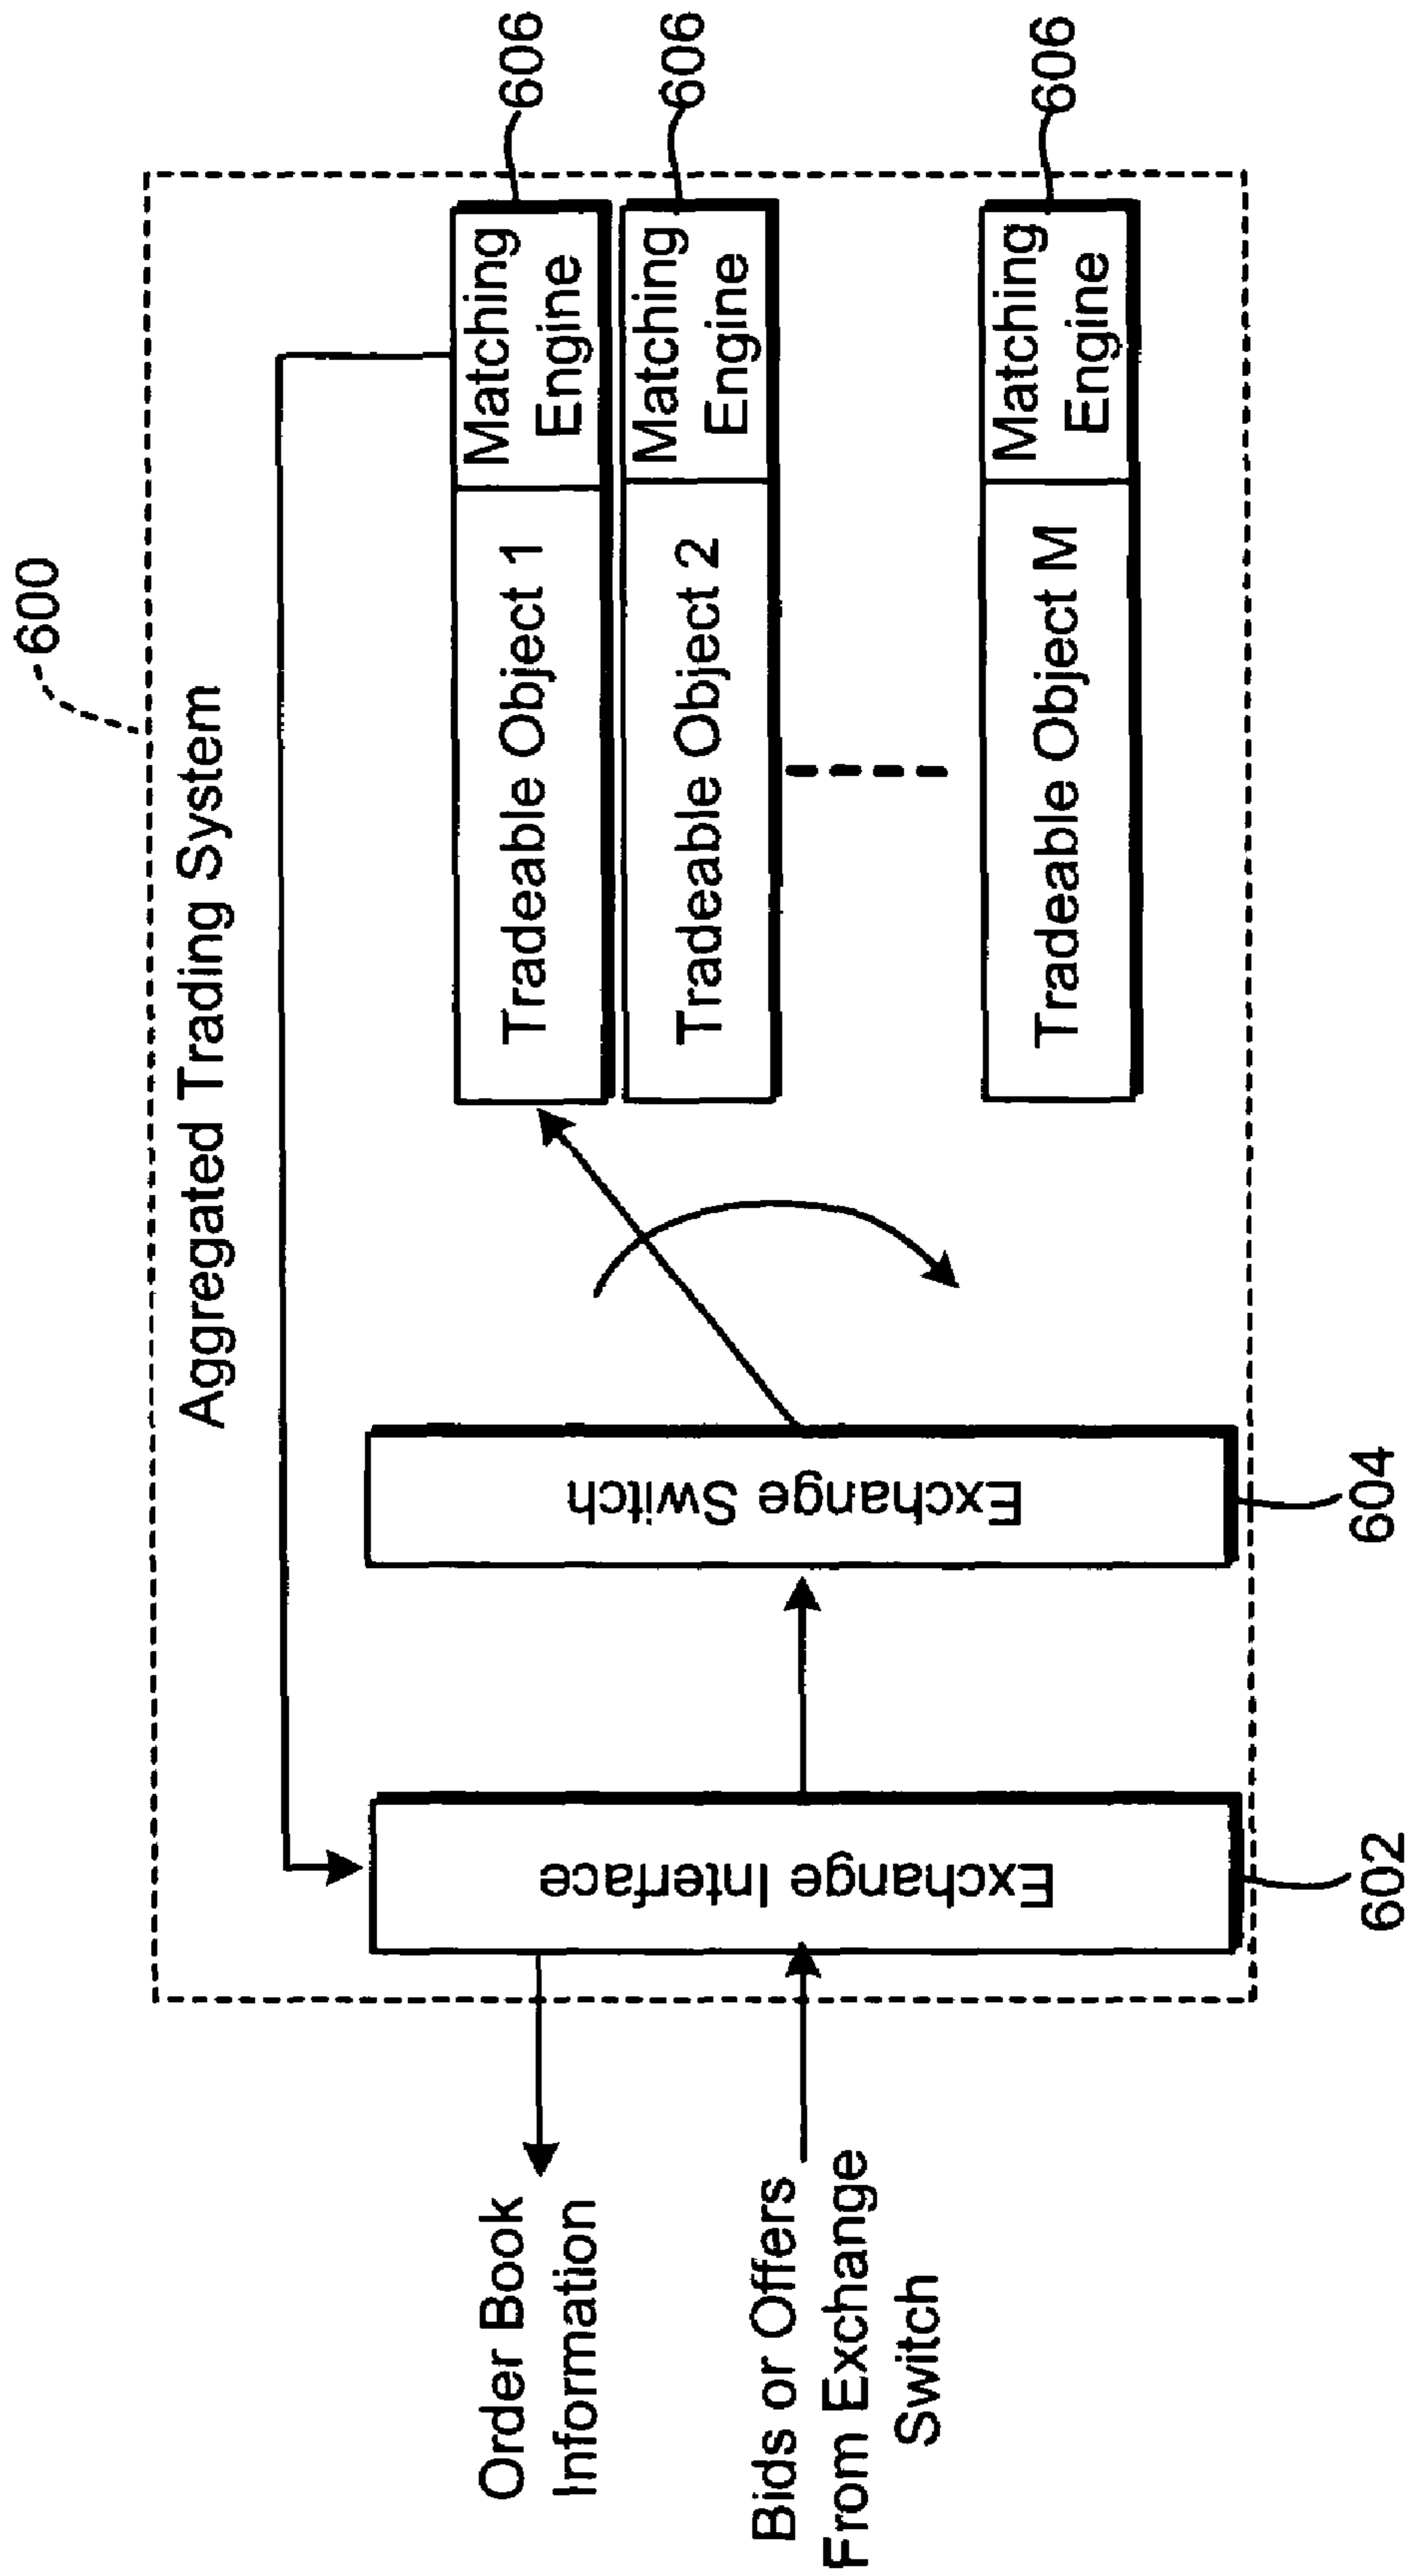 600
Aggregated Trading System
Order Book
Information
Bids or Offers
From Exchange
Switch
Exchange Interface
602
Exchange Switch
604
Tradeable Object 1
Matching
Engine
606
Tradeable Object 2
Matching
Engine
606
Tradeable Object M
Matching
Engine
606